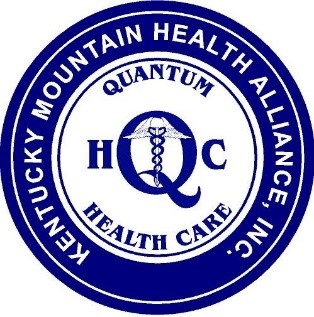 KENTUCKY MOUNTAIN HEALTH ALLIANCE, INC.
QUANTUM
H Q C
HEALTH CARE